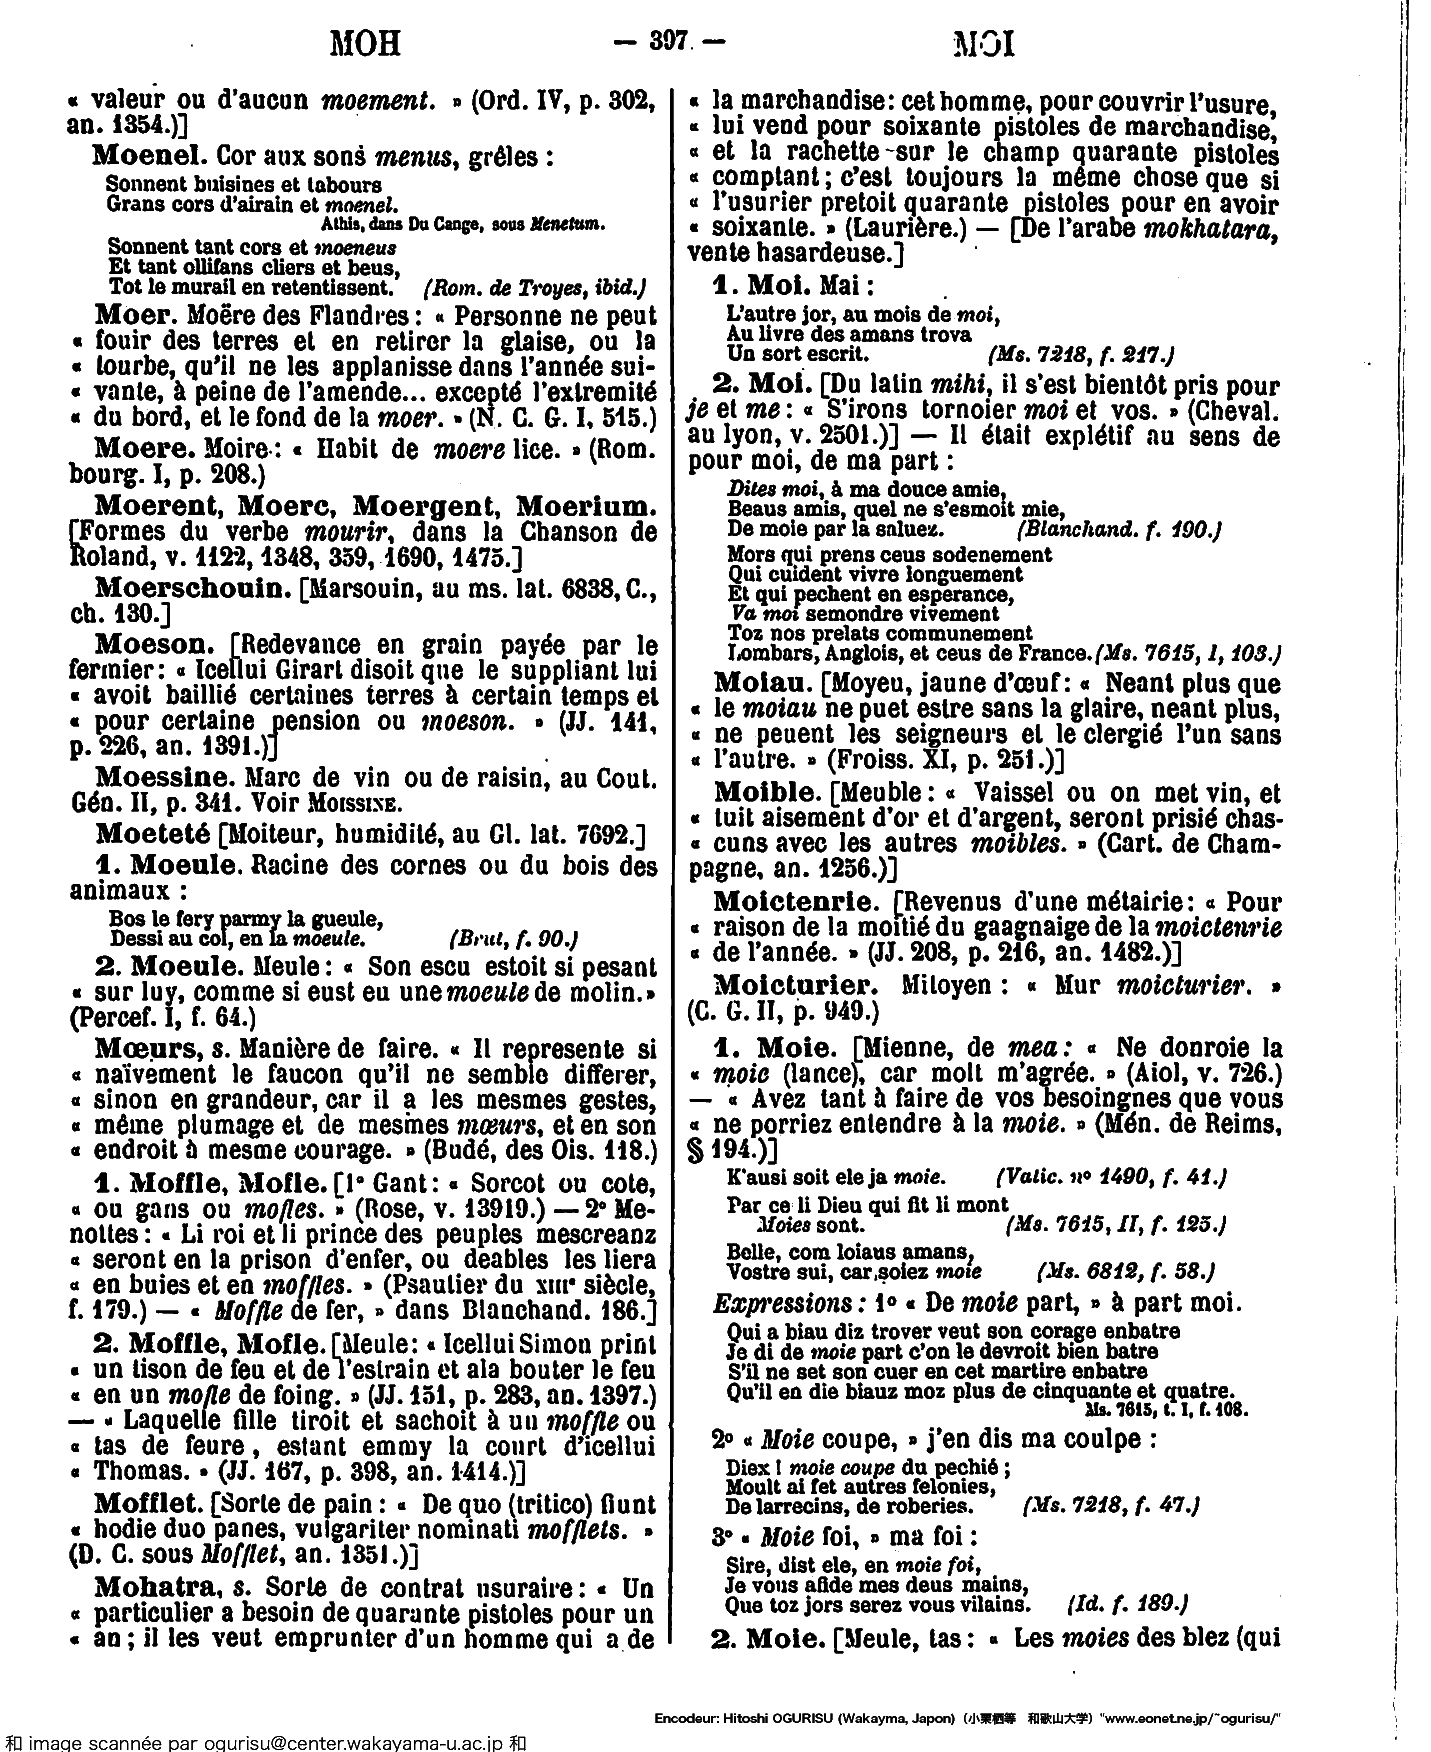 MOH — 397 — MOI
« valeur ou d'aucun moement. » (Ord. IV, p. 302,
an. 1354.)]
Moenel. Cor aux sons menus, grêles :
Sonnent buisines et tabours
Grans cors d'airain et moenel.
Athis, dans Du Cange, sous Menetum.
Sonnent tant cors et moeneus
Et tant ollifans cliers et beus,
Tot le murail en retentissent. (Rom. de Troyes, ibid.)
Moer. Moëre des Flandres : « Personne ne peut
« fouir des terres et en retirer la glaise, ou la
« tourbe, qu'il ne les applanisse dans l'année sui-
« vante, à peine de l'amende... excepté l'extremité
« du bord, et le fond de la moer. » (N. C. G. I, 515.)
Moere. Moire : « Habit de moere lice. » (Rom.
bourg. I, p. 208.)
Moerent, Moerc, Moergent, Moerium.
[Formes du verbe mourir, dans la Chanson de
Roland, v. 1122, 1348, 359, 1690, 1475.]
Moerschouin. [Marsouin, au ms. lat. 6838, C.,
ch. 130.]
Moeson. [Redevance en grain payée par le
fermier : « Icellui Girart disoit que le suppliant lui
« avoit baillié certaines terres à certain temps et
« pour certaine pension ou moeson. » (JJ. 141,
p. 226, an. 1391.)]
Moessine. Marc de vin ou de raisin, au Cout.
Gén. II, p. 341. Voir Moissine.
Moeteté [Moiteur, humidité, au Gl. lat. 7692.]
1. Moeule. Racine des cornes ou du bois des
animaux :
Bos le fery parmy la gueule,
Dessi au col, en la moeule. (Brut, f. 90.)
2. Moeule. Meule : « Son escu estoit si pesant
« sur luy, comme si eust eu une moeule de molin. »
(Percef. I, f. 64.)
Mœurs, s. Manière de faire. « Il represente si
« naïvement le faucon qu'il ne semble differer,
« sinon en grandeur, car il a les mesmes gestes,
« même plumage et de mesmes mœurs, et en son
« endroit à mesme courage. » (Budé, des Ois. 118.)
1. Moffle, Mofle. [1° Gant : « Sorcot ou cote,
« ou gans ou mofles. » (Rose, v. 13919.) — 2° Me-
nottes : « Li roi et li prince des peuples mescreanz
« seront en la prison d'enfer, ou deables les liera
« en buies et en moffles. » (Psautier du XIIIe siècle,
f. 179.) — « Moffle de fer, » dans Blanchand. 186.]
2. Moffle, Mofle. [Meule : « Icellui Simon print
« un tison de feu et de l'estrain et ala bouter le feu
« en un mofle de foing. » (JJ. 151, p. 283, an. 1397.)
— « Laquelle fille tiroit et sachoit à un moffle ou
« tas de feure, estant emmy la court d'icellui
« Thomas. » (JJ. 167, p. 398, an. 1414.)]
Mofflet. [Sorte de pain : « De quo (tritico) fiunt
« hodie duo panes, vulgariter nominati mofflets. »
(D. C. sous Mofflet, an. 1351.)]
Mohatra, s. Sorte de contrat usuraire : « Un
« particulier a besoin de quarante pistoles pour un
« an ; il les veut emprunter d'un homme qui a de
« la marchandise : cet homme, pour couvrir l'usure,
« lui vend pour soixante pistoles de marchandise,
« et la rachette sur le champ quarante pistoles
« comptant ; c'est toujours la même chose que si
« l'usurier pretoit quarante pistoles pour en avoir
« soixante. » (Laurière.) — [De l'arabe mokhatara,
vente hasardeuse.]
1. Moi. Mai :
L'autre jor, au mois de moi,
Au livre des amans trova
Un sort escrit. (Ms. 7218, f. 217.)
2. Moi. [Du latin mihi, il s'est bientôt pris pour
je et me : « S'irons tornoier moi et vos. » (Cheval.
au lyon, v. 2501.)] — Il était explétif au sens de
pour moi, de ma part :
Dites moi, à ma douce amie,
Beaus amis, quel ne s'esmoit mie,
De moie par la saluez. (Blanchand. f. 190.)
Mors qui prens ceus sodenement
Qui cuident vivre longuement
Et qui pechent en esperance,
Va moi semondre vivement
Toz nos prelats communement
Lombars, Anglois, et ceus de France. (Ms. 7615, I, 103.)
Moiau. [Moyeu, jaune d'œuf : « Neant plus que
« le moiau ne puet estre sans la glaire, neant plus,
« ne peuent les seigneurs et le clergié l'un sans
« l'autre. » (Froiss. XI, p. 251.)]
Moible. [Meuble : « Vaissel ou on met vin, et
« tuit aisement d'or et d'argent, seront prisié chas-
« cuns avec les autres moibles. » (Cart. de Cham-
pagne, an. 1256.)]
Moictenrie. [Revenus d'une métairie : « Pour
« raison de la moitié du gaagnaige de la moictenrie
« de l'année. » (JJ. 208, p. 216, an. 1482.)]
Moicturier. Mitoyen : « Mur moicturier. »
(C. G. II, p. 949.)
1. Moie. [Mienne, de mea : « Ne donroie la
« moie (lance), car molt m'agrée. » (Aiol, v. 726.)
— « Avez tant à faire de vos besoingnes que vous
« ne porriez entendre à la moie. » (Mén. de Reims,
§ 194.)]
K'ausi soit ele ja moie. (Vatic. nº 1490, f. 41.)
Par ce li Dieu qui fit li mont
Moies sont. (Ms. 7615, II, f. 125.)
Belle, com loiaus amans,
Vostre sui, car soiez moie (Ms. 6812, f. 58.)
Expressions : 1º « De moie part, » à part moi.
Qui a biau diz trover veut son corage enbatre
Je di de moie part c'on le devroit bien batre
S'il ne set son cuer en cet martire enbatre
Qu'il en die biauz moz plus de cinquante et quatre.
Ms. 7615, t. I, f. 108.
2º « Moie coupe, » j'en dis ma coulpe :
Diex ! moie coupe du pechié ;
Moult ai fet autres felonies,
De larrecins, de roberies. (Ms. 7218, f. 47.)
3º « Moie foi, » ma foi :
Sire, dist ele, en moie foi,
Je vous afide mes deus mains,
Que toz jors serez vous vilains. (Id. f. 189.)
2. Moie. [Meule, tas : « Les moies des blez (qui
Encodeur: Hitoshi OGURISU (Wakayma, Japon) (小栗栖等 和歌山大学) "www.eonet.ne.jp/~ogurisu/"
和 image scannée par ogurisu@center.wakayama-u.ac.jp 和